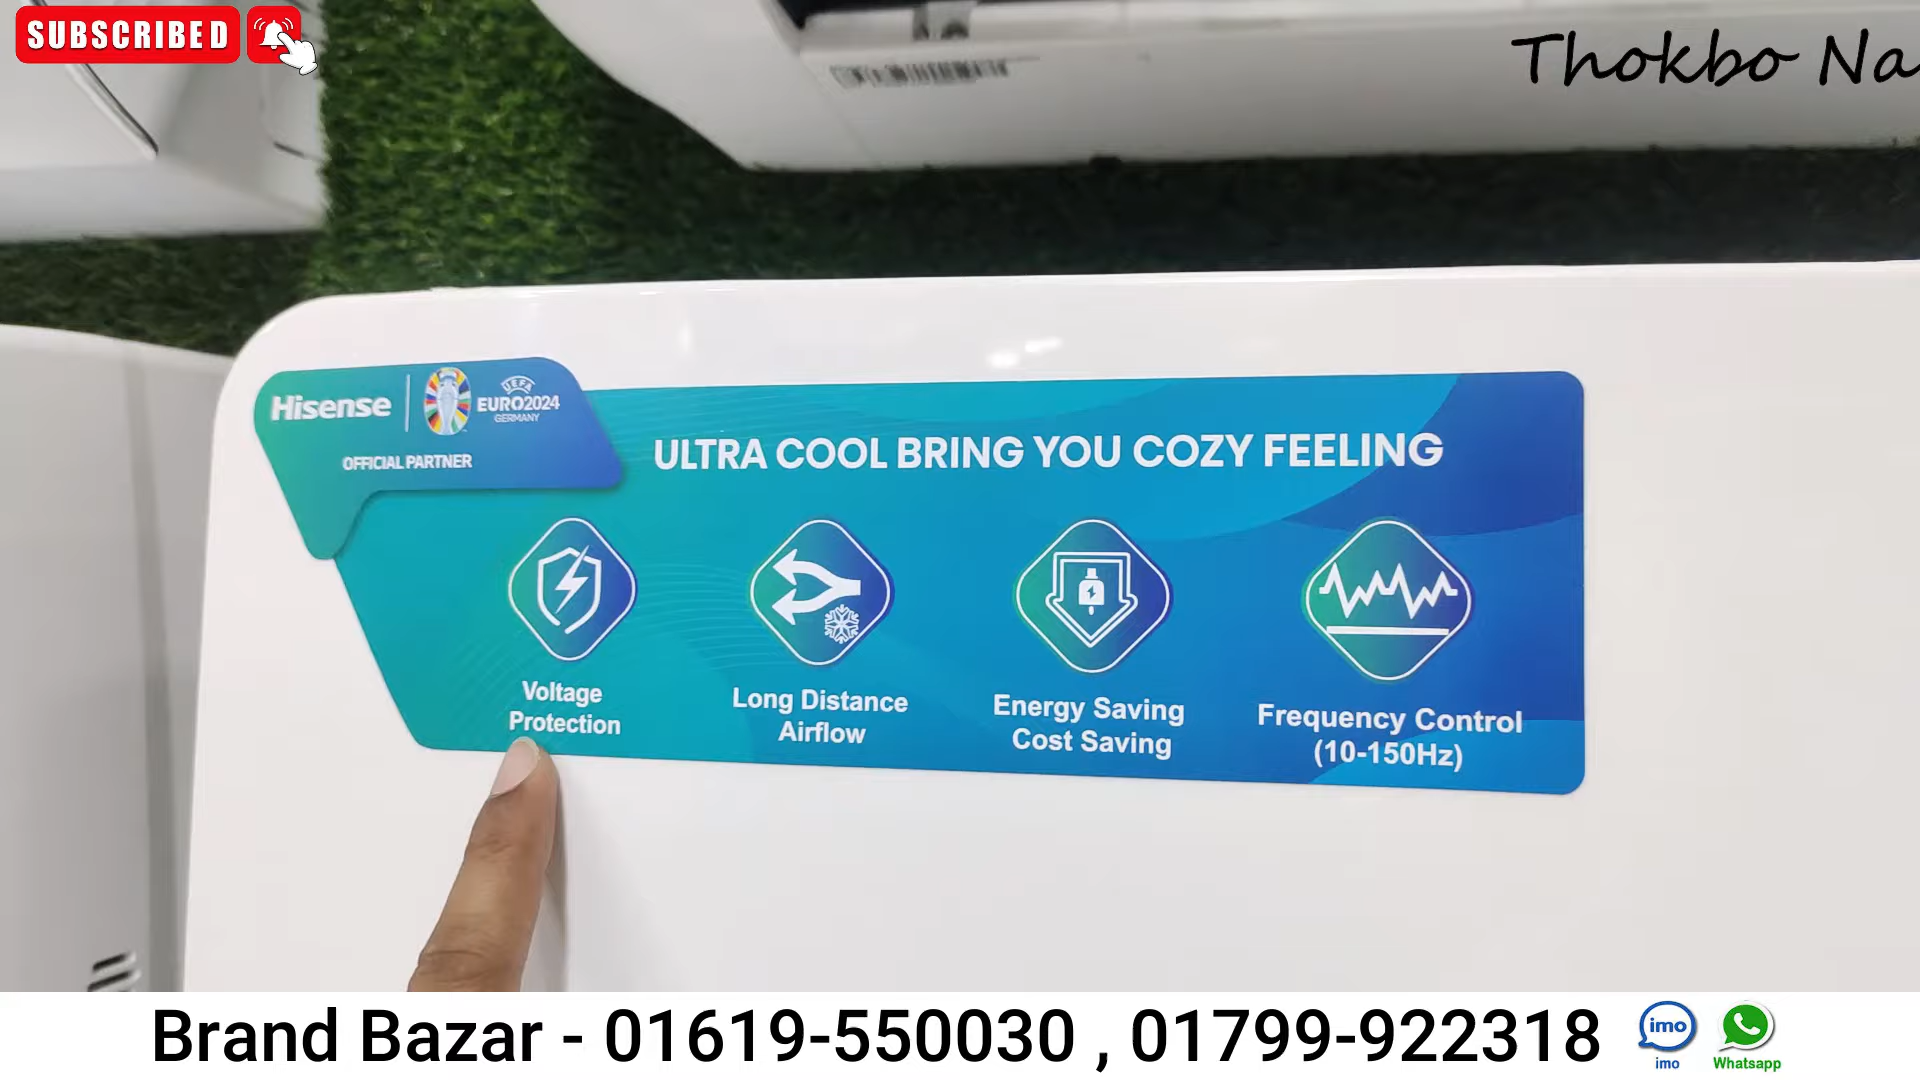 SUBSCRIBED
Thokbo Na
Hisense
UEFA
EURO2024
GERMANY
OFFICIAL PARTNER
ULTRA COOL BRING YOU COZY FEELING
Voltage
Protection
Long Distance
Airflow
Energy Saving
Cost Saving
Frequency Control
(10-150Hz)
Brand Bazar - 01619-550030 , 01799-922318
imo
imo
Whatsapp